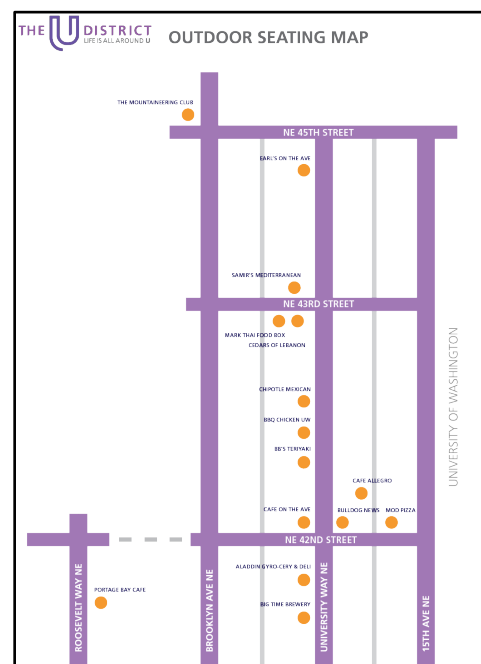 THE U DISTRICT
LIFE IS ALL AROUND U
OUTDOOR SEATING MAP
THE MOUNTAINEERING CLUB
NE 45TH STREET
EARL'S ON THE AVE
SAMIR'S MEDITERRANEAN
NE 43RD STREET
MARK THAI FOOD BOX
CEDARS OF LEBANON
UNIVERSITY OF WASHINGTON
CHIPOTLE MEXICAN
BBQ CHICKEN UW
BB'S TERIYAKI
CAFE ALLEGRO
CAFE ON THE AVE
BULLDOG NEWS
MOD PIZZA
NE 42ND STREET
ALADDIN GYRO-CERY & DELI
PORTAGE BAY CAFE
BIG TIME BREWERY
ROOSEVELT WAY NE
BROOKLYN AVE NE
UNIVERSITY WAY NE
15TH AVE NE